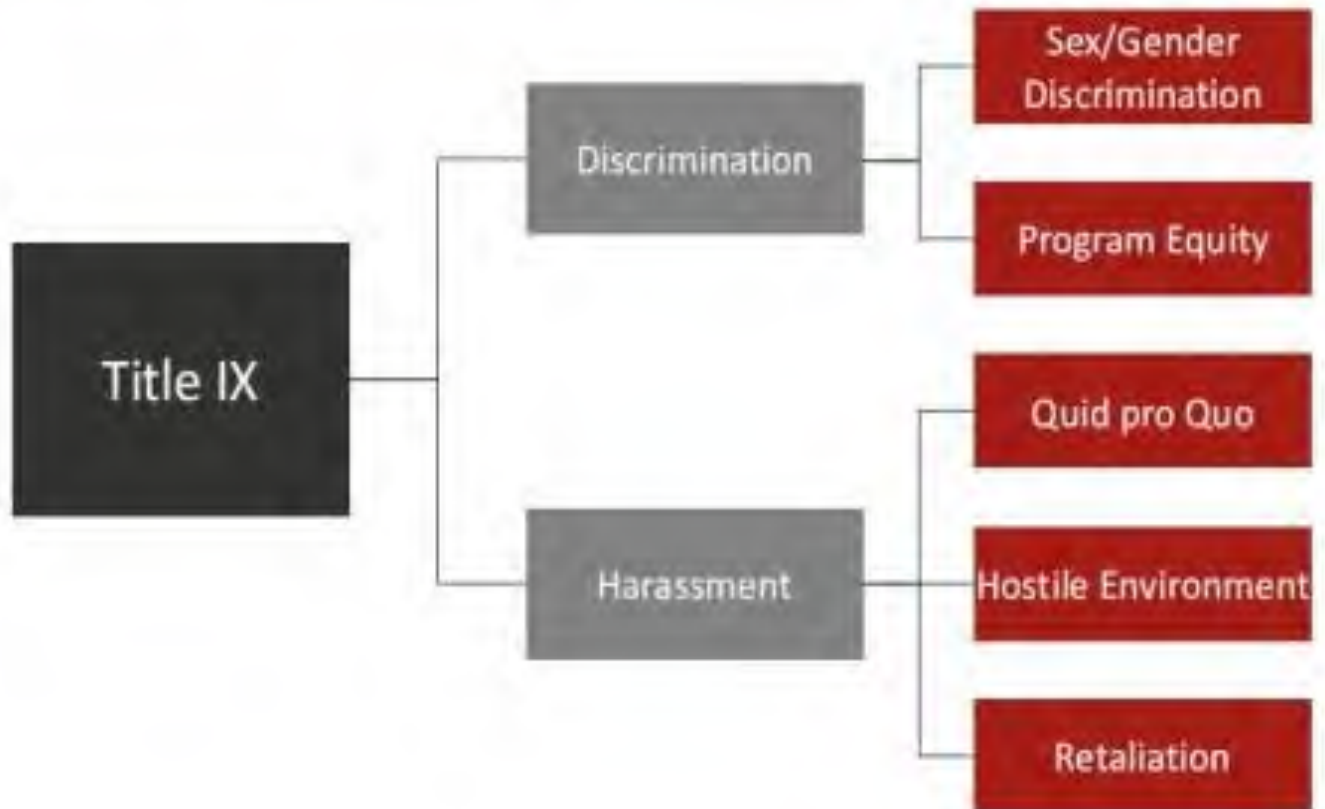 Title IX
Discrimination
Sex/Gender
Discrimination
Program Equity
Harassment
Quid pro Quo
Hostile Environment
Retaliation